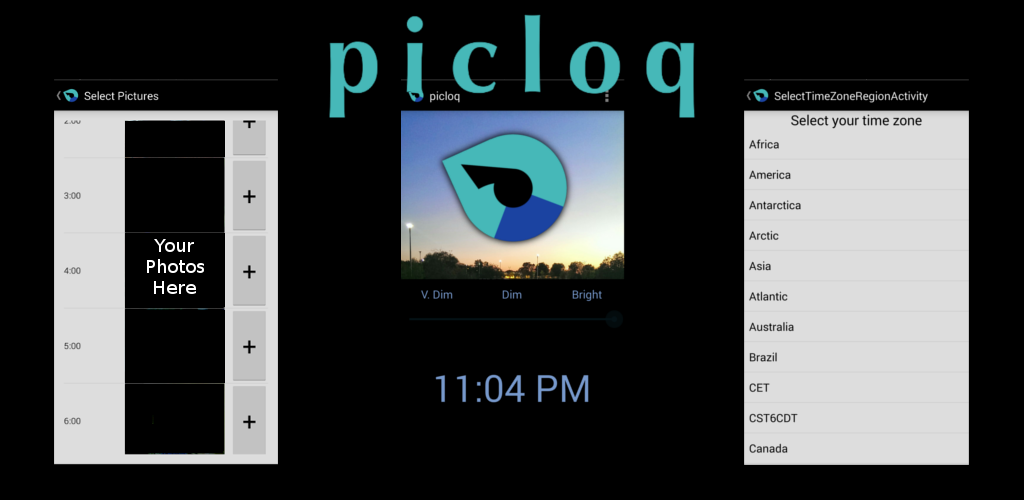 picloq
Select Pictures
2:00
+
3:00
+
Your
Photos
Here
4:00
+
5:00
+
6:00
+
picloq
V. Dim Dim Bright
11:04 PM
SelectTimeZoneRegionActivity
Select your time zone
Africa
America
Antarctica
Arctic
Asia
Atlantic
Australia
Brazil
CET
CST6CDT
Canada